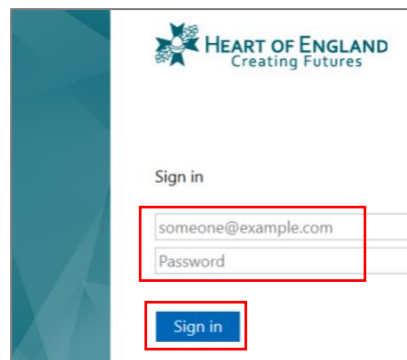 HEART OF ENGLAND
Creating Futures
Sign in
someone@example.com
Password
Sign in